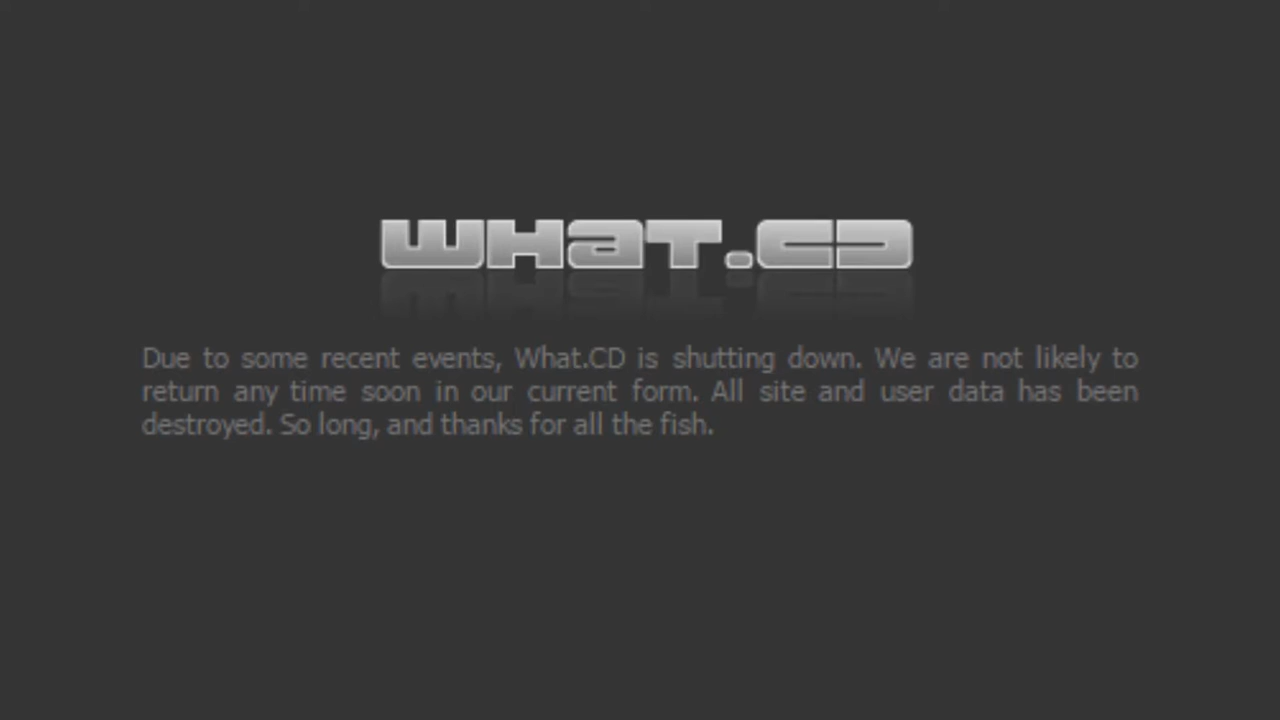 WHaT.CD
Due to some recent events, What.CD is shutting down. We are not likely to
return any time soon in our current form. All site and user data has been
destroyed. So long, and thanks for all the fish.